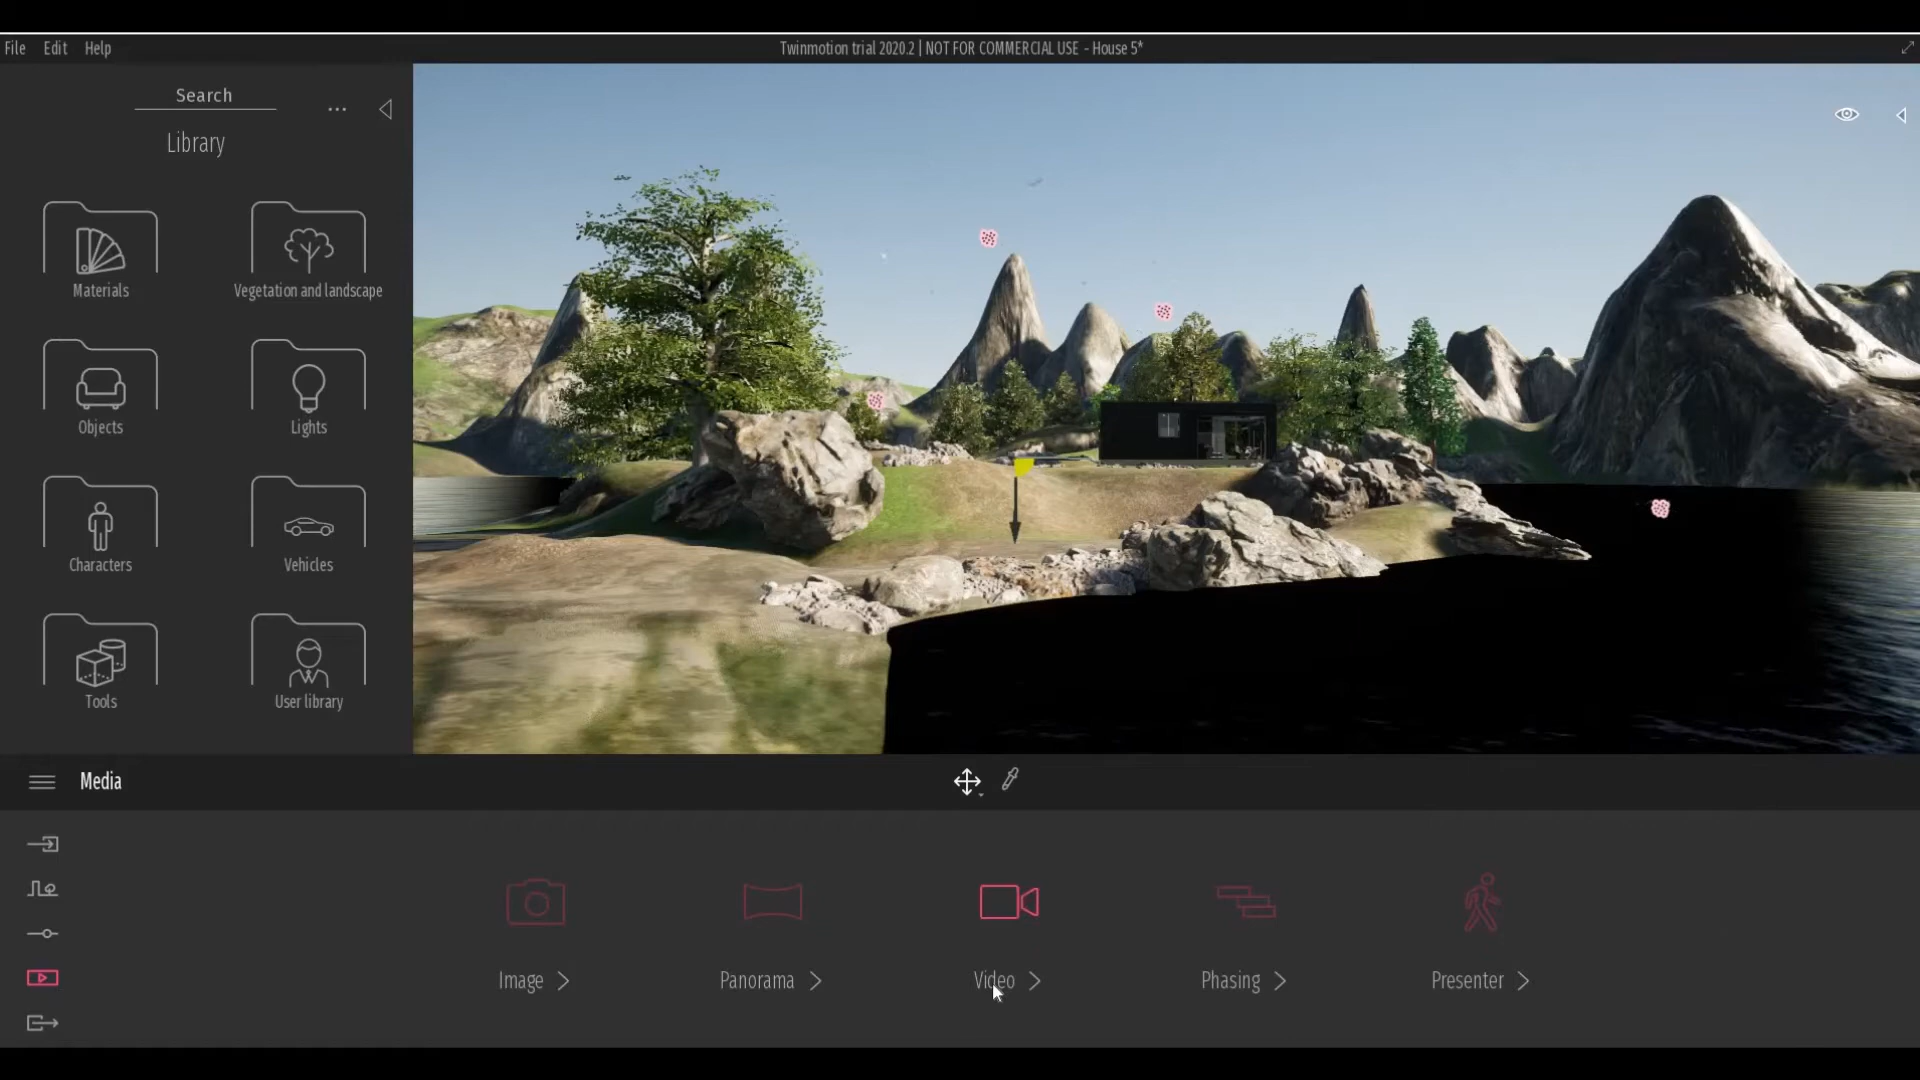 File Edit Help
Twinmotion trial 2020.2 | NOT FOR COMMERCIAL USE - House 5*
Search
Library
Materials
Vegetation and landscape
Objects
Lights
Characters
Vehicles
Tools
User library
Media
Image
Panorama
Video
Phasing
Presenter